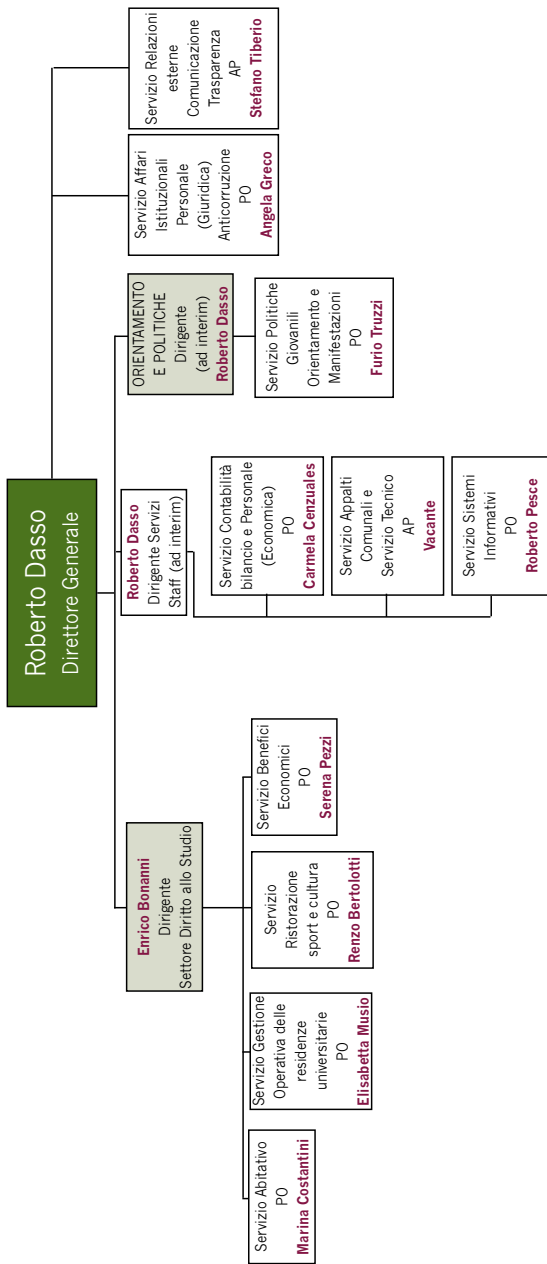 Roberto Dasso
Direttore Generale
Enrico Bonanni
Dirigente
Settore Diritto allo Studio
Servizio Abitativo
PO
Marina Costantini
Servizio Gestione
Operativa delle
residenze
universitarie
PO
Elisabetta Musio
Servizio
Ristorazione
sport e cultura
PO
Renzo Bertolotti
Servizio Benefici
Economici
PO
Serena Pezzi
Roberto Dasso
Dirigente Servizi
Staff (ad interim)
Servizio Contabilità
bilancio e Personale
(Economica)
PO
Carmela Cenzuales
Servizio Appalti
Comunali e
Servizio Tecnico
AP
Vacante
Servizio Sistemi
Informativi
PO
Roberto Pesce
ORIENTAMENTO
E POLITICHE
Dirigente
(ad interim)
Roberto Dasso
Servizio Politiche
Giovanili
Orientamento e
Manifestazioni
PO
Furio Truzzi
Servizio Affari
Istituzionali
Personale
(Giuridica)
Anticorruzione
PO
Angela Greco
Servizio Relazioni
esterne
Comunicazione
Trasparenza
AP
Stefano Tiberio